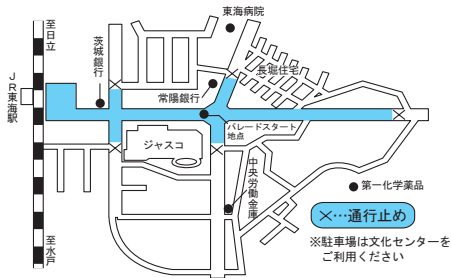 東海病院
至日立
茨城銀行
長堀住宅
JR東海駅
常陽銀行
パレードスタート
地点
ジャスコ
中央労働金庫
第一化学薬品
×…通行止め
至水戸
※駐車場は文化センターを
ご利用ください